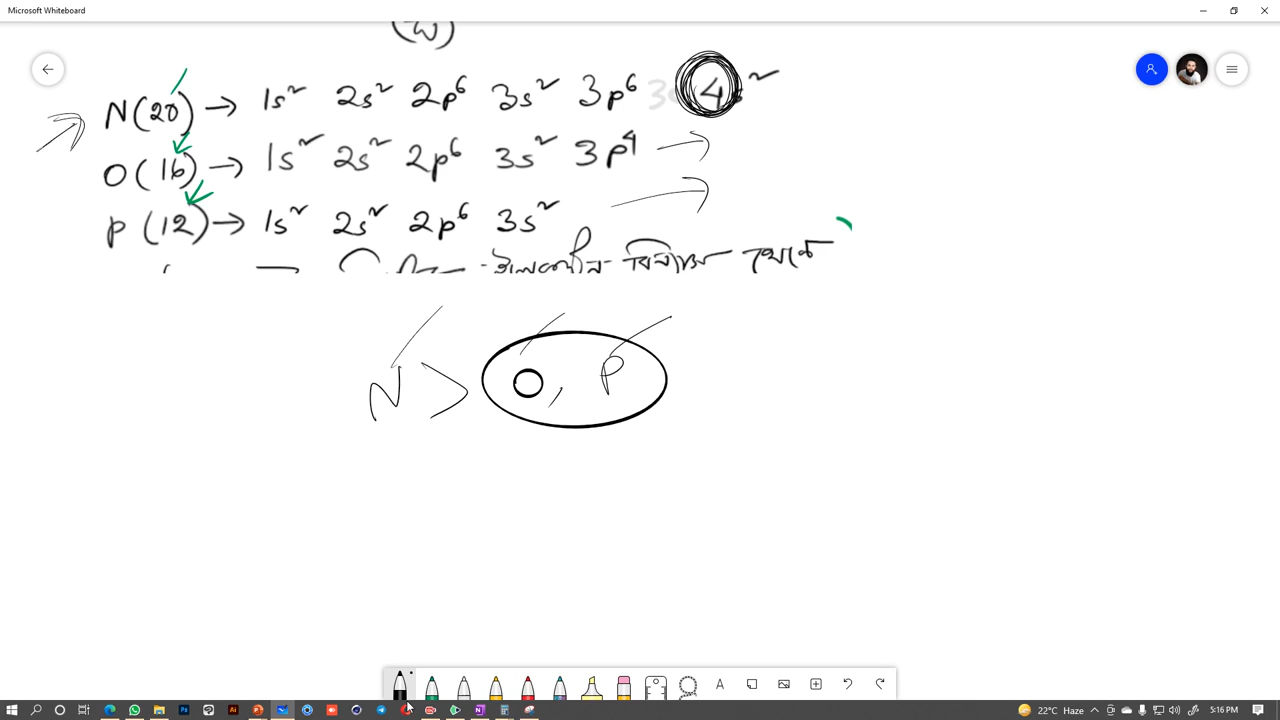 Microsoft Whiteboard
(ঘ)
N(20) → 1s² 2s² 2p⁶ 3s² 3p⁶ 3 4s²
O(16) → 1s² 2s² 2p⁶ 3s² 3p⁴ →
P(12) → 1s² 2s² 2p⁶ 3s² →
বিন্যাস থেকে
N > O, P
22°C Haze 5:16 PM